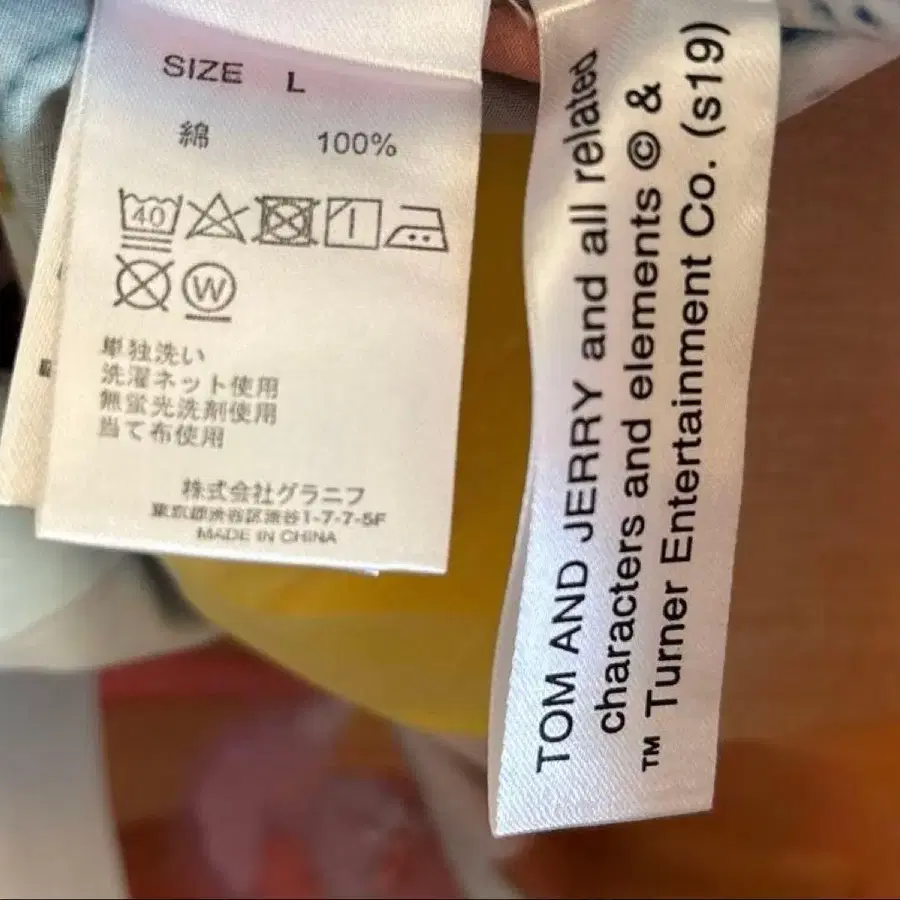 SIZE L
綿 100%
40
W
単独洗い
洗濯ネット使用
無蛍光洗剤使用
当て布使用
株式会社グラニフ
東京都渋谷区渋谷1-7-7-5F
MADE IN CHINA
TOM AND JERRY and all related
characters and elements © &
™ Turner Entertainment Co. (s19)